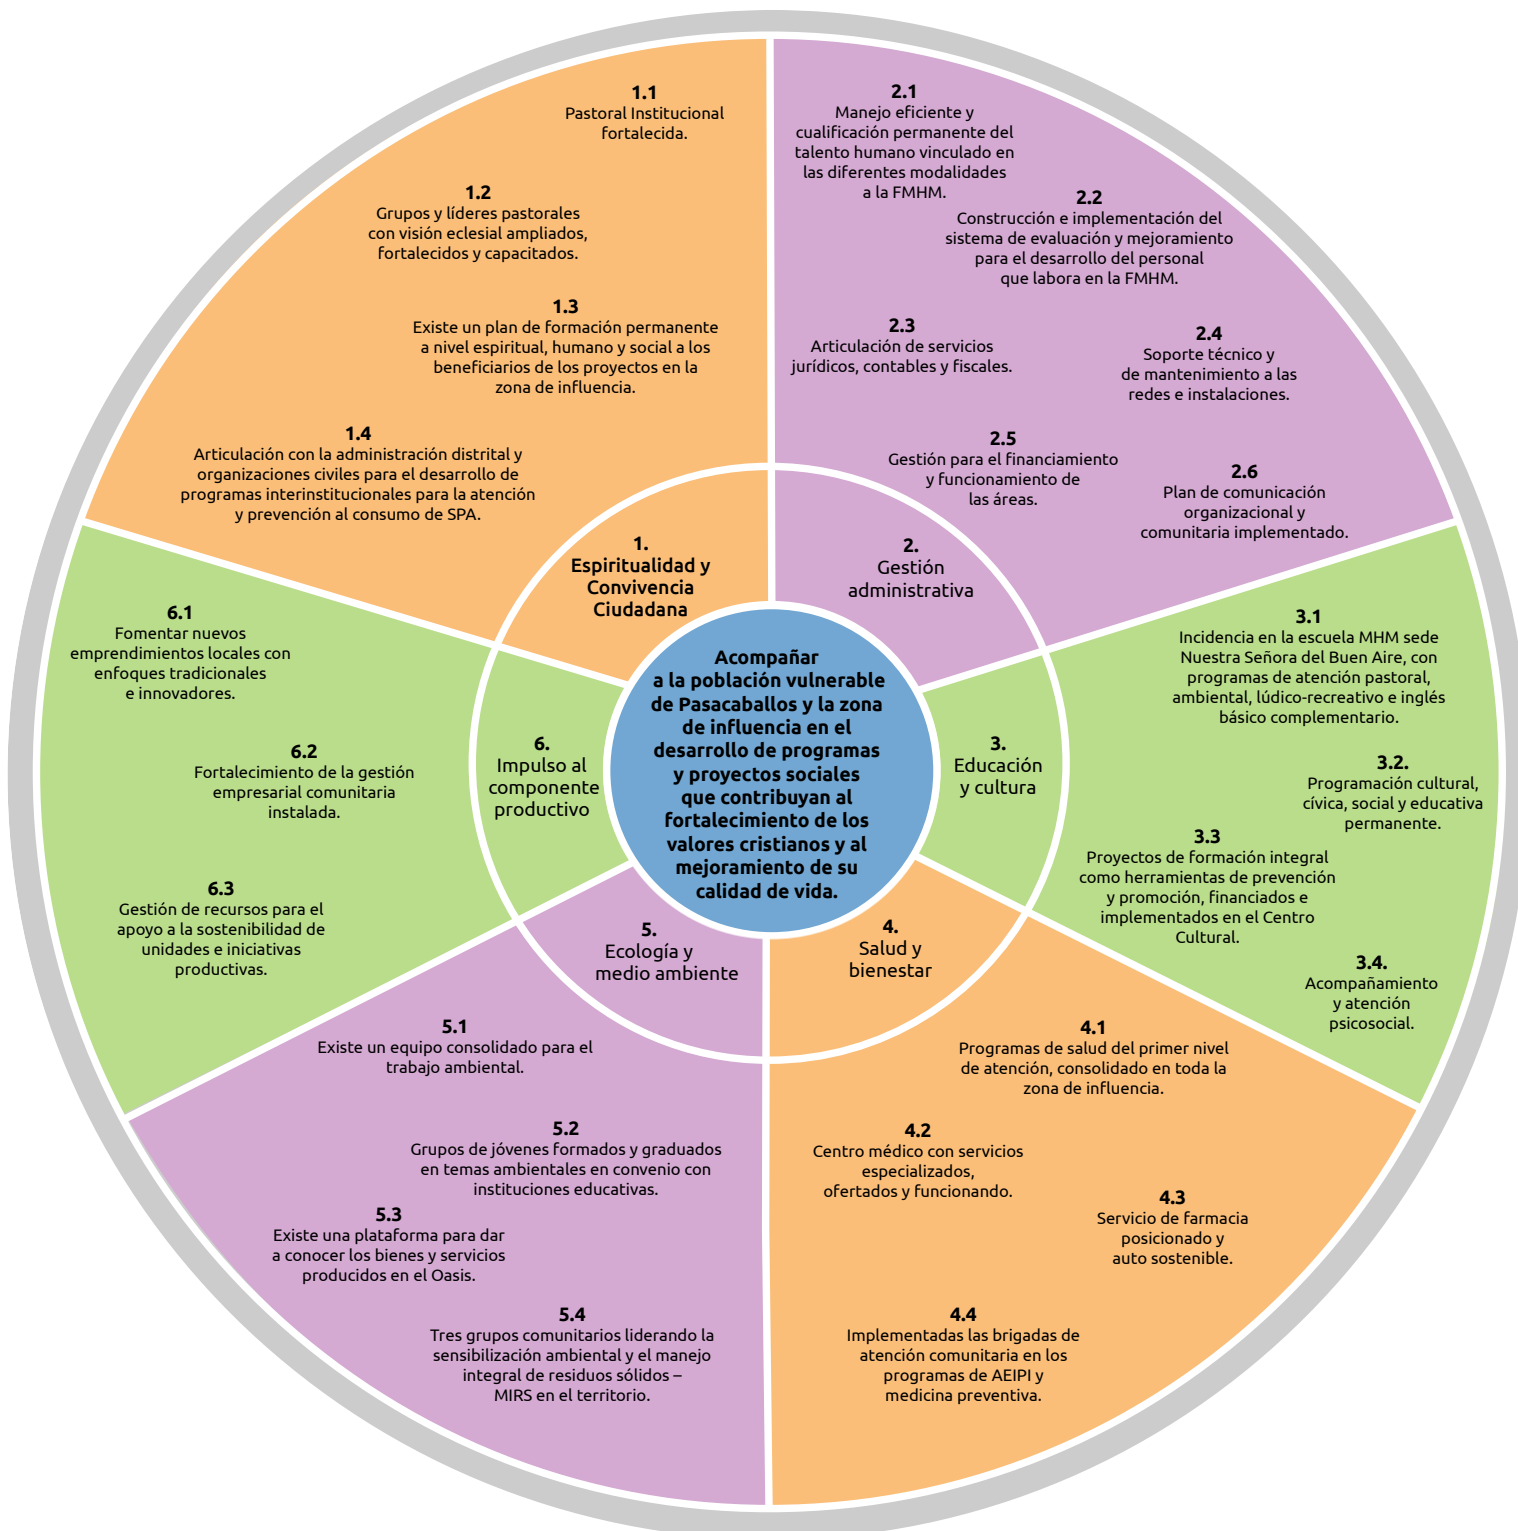 1.1
Pastoral Institucional
fortalecida.
1.2
Grupos y líderes pastorales
con visión eclesial ampliados,
fortalecidos y capacitados.
1.3
Existe un plan de formación permanente
a nivel espiritual, humano y social a los
beneficiarios de los proyectos en la
zona de influencia.
1.4
Articulación con la administración distrital y
organizaciones civiles para el desarrollo de
programas interinstitucionales para la atención
y prevención al consumo de SPA.
1.
Espiritualidad y
Convivencia
Ciudadana
2.1
Manejo eficiente y
cualificación permanente del
talento humano vinculado en
las diferentes modalidades
a la FMHM.
2.2
Construcción e implementación del
sistema de evaluación y mejoramiento
para el desarrollo del personal
que labora en la FMHM.
2.3
Articulación de servicios
jurídicos, contables y fiscales.
2.4
Soporte técnico y
de mantenimiento a las
redes e instalaciones.
2.5
Gestión para el financiamiento
y funcionamiento de
las áreas.
2.6
Plan de comunicación
organizacional y
comunitaria implementado.
2.
Gestión
administrativa
3.1
Incidencia en la escuela MHM sede
Nuestra Señora del Buen Aire, con
programas de atención pastoral,
ambiental, lúdico-recreativo e inglés
básico complementario.
3.2.
Programación cultural,
cívica, social y educativa
permanente.
3.3
Proyectos de formación integral
como herramientas de prevención
y promoción, financiados e
implementados en el Centro
Cultural.
3.4.
Acompañamiento
y atención
psicosocial.
3.
Educación
y cultura
Acompañar
a la población vulnerable
de Pasacaballos y la zona
de influencia en el
desarrollo de programas
y proyectos sociales
que contribuyan al
fortalecimiento de los
valores cristianos y al
mejoramiento de su
calidad de vida.
6.
Impulso al
componente
productivo
6.1
Fomentar nuevos
emprendimientos locales con
enfoques tradicionales
e innovadores.
6.2
Fortalecimiento de la gestión
empresarial comunitaria
instalada.
6.3
Gestión de recursos para el
apoyo a la sostenibilidad de
unidades e iniciativas
productivas.
5.
Ecología y
medio ambiente
5.1
Existe un equipo consolidado para el
trabajo ambiental.
5.2
Grupos de jóvenes formados y graduados
en temas ambientales en convenio con
instituciones educativas.
5.3
Existe una plataforma para dar
a conocer los bienes y servicios
producidos en el Oasis.
5.4
Tres grupos comunitarios liderando la
sensibilización ambiental y el manejo
integral de residuos sólidos –
MIRS en el territorio.
4.
Salud y
bienestar
4.1
Programas de salud del primer nivel
de atención, consolidado en toda la
zona de influencia.
4.2
Centro médico con servicios
especializados,
ofertados y funcionando.
4.3
Servicio de farmacia
posicionado y
auto sostenible.
4.4
Implementadas las brigadas de
atención comunitaria en los
programas de AEIPI y
medicina preventiva.